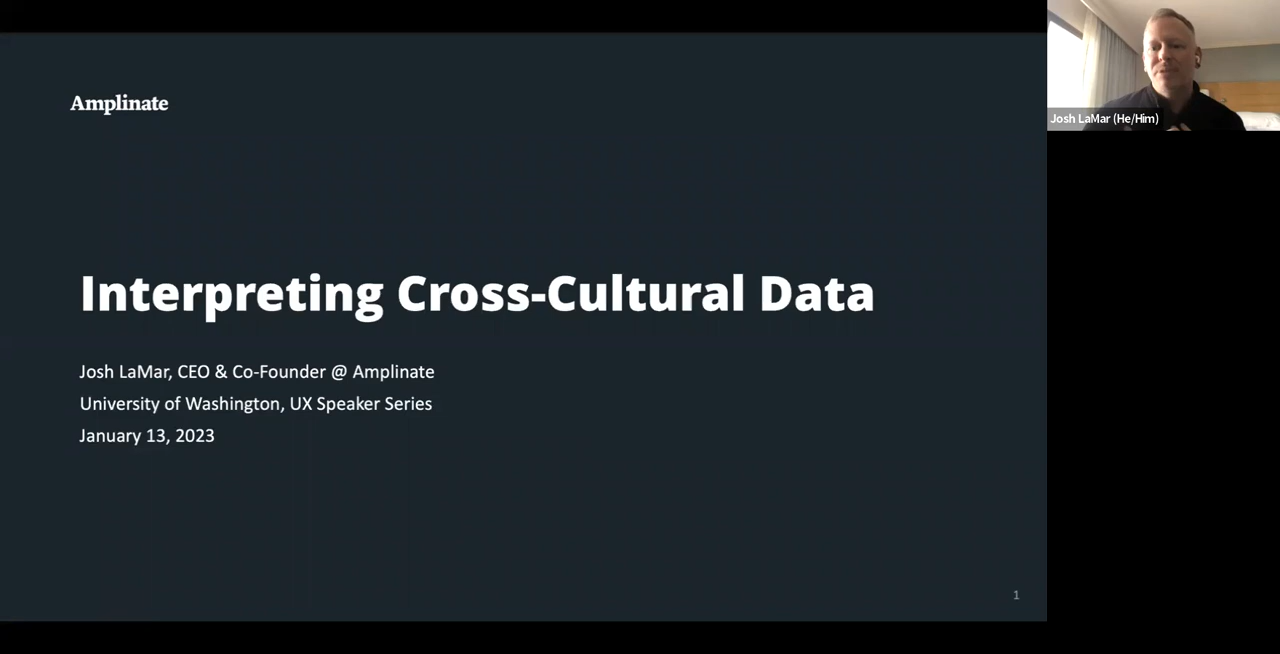 Amplinate
Interpreting Cross-Cultural Data
Josh LaMar, CEO & Co-Founder @ Amplinate
University of Washington, UX Speaker Series
January 13, 2023
1
Josh LaMar (He/Him)